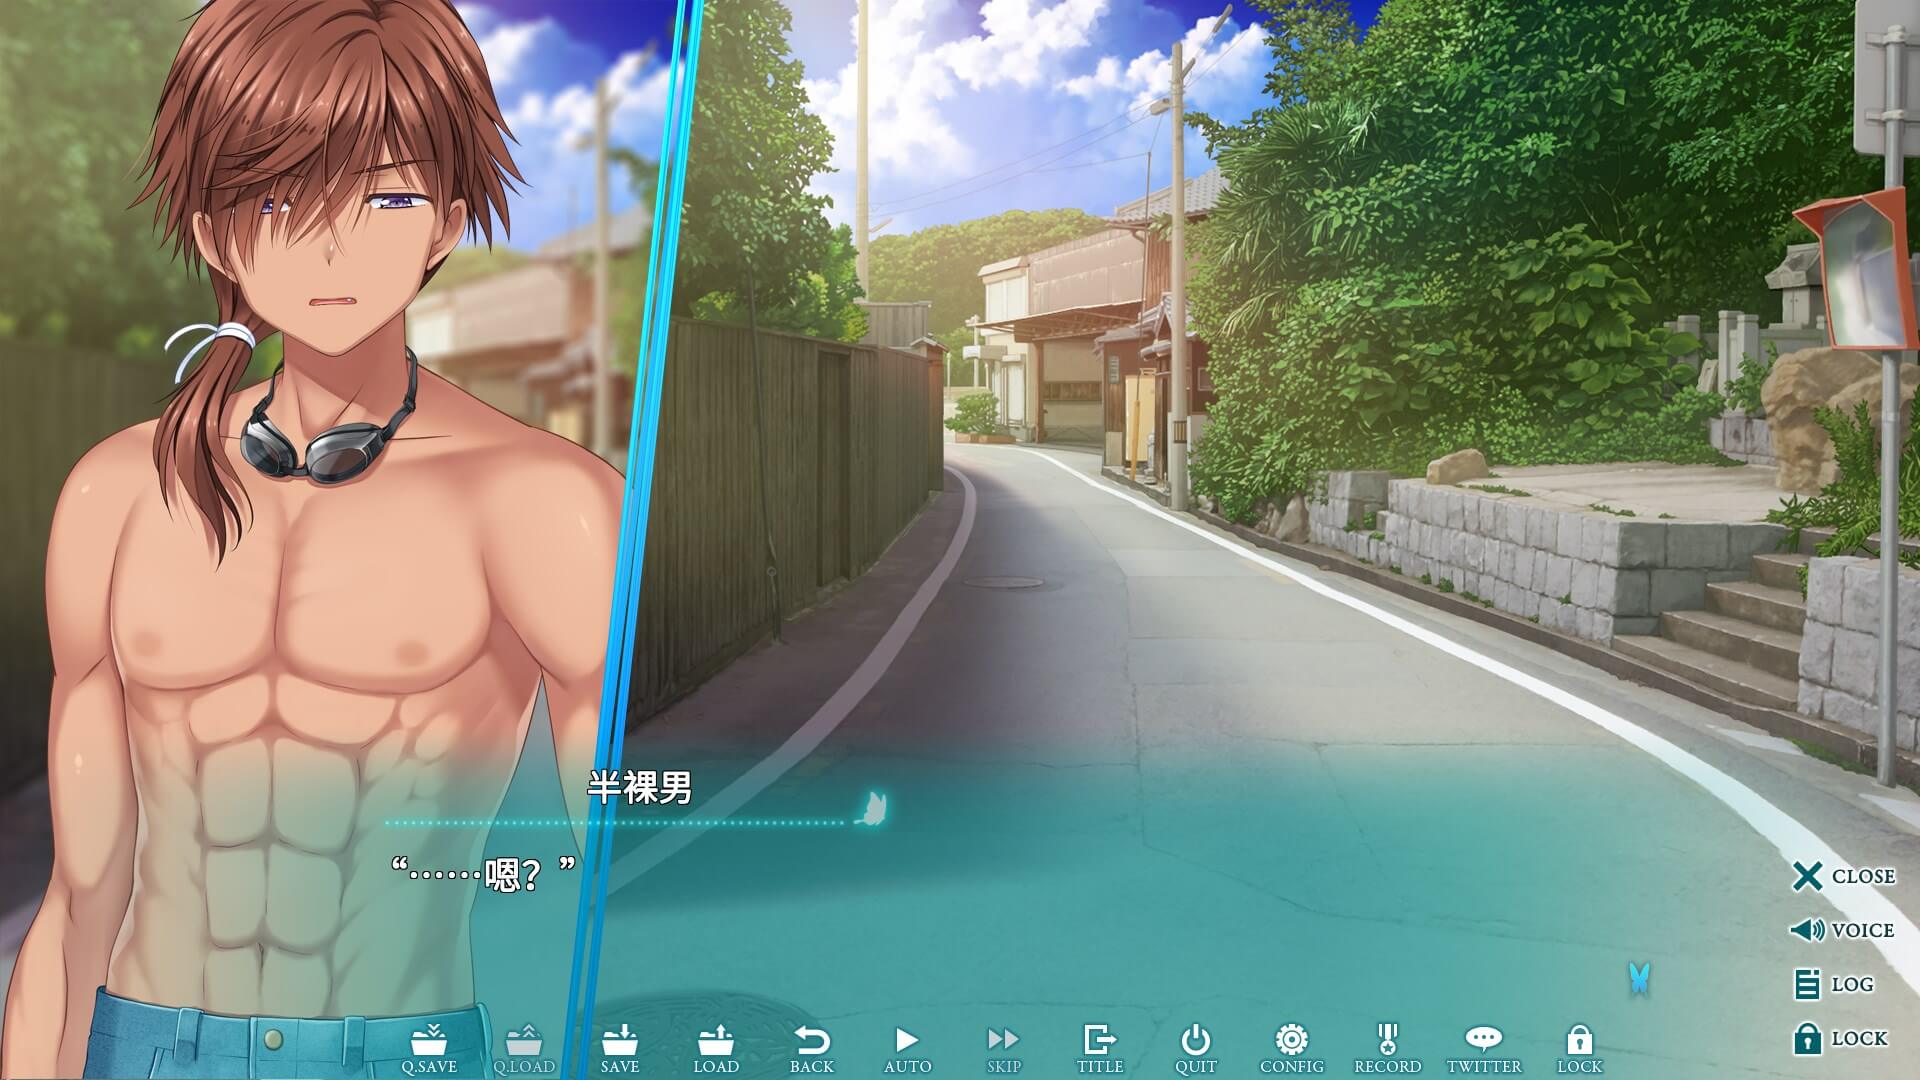 半裸男
“……嗯？”
CLOSE
VOICE
LOG
LOCK
Q.SAVE Q.LOAD SAVE LOAD BACK AUTO SKIP TITLE QUIT CONFIG RECORD TWITTER LOCK